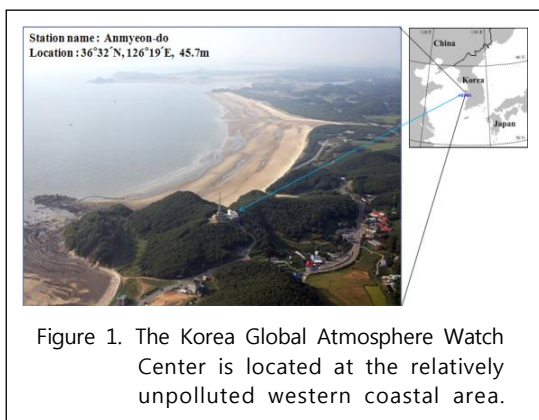 Station name : Anmyeon-do
Location : 36°32´N, 126°19´E, 45.7m
China
Korea
Japan
Figure 1. The Korea Global Atmosphere Watch
Center is located at the relatively
unpolluted western coastal area.